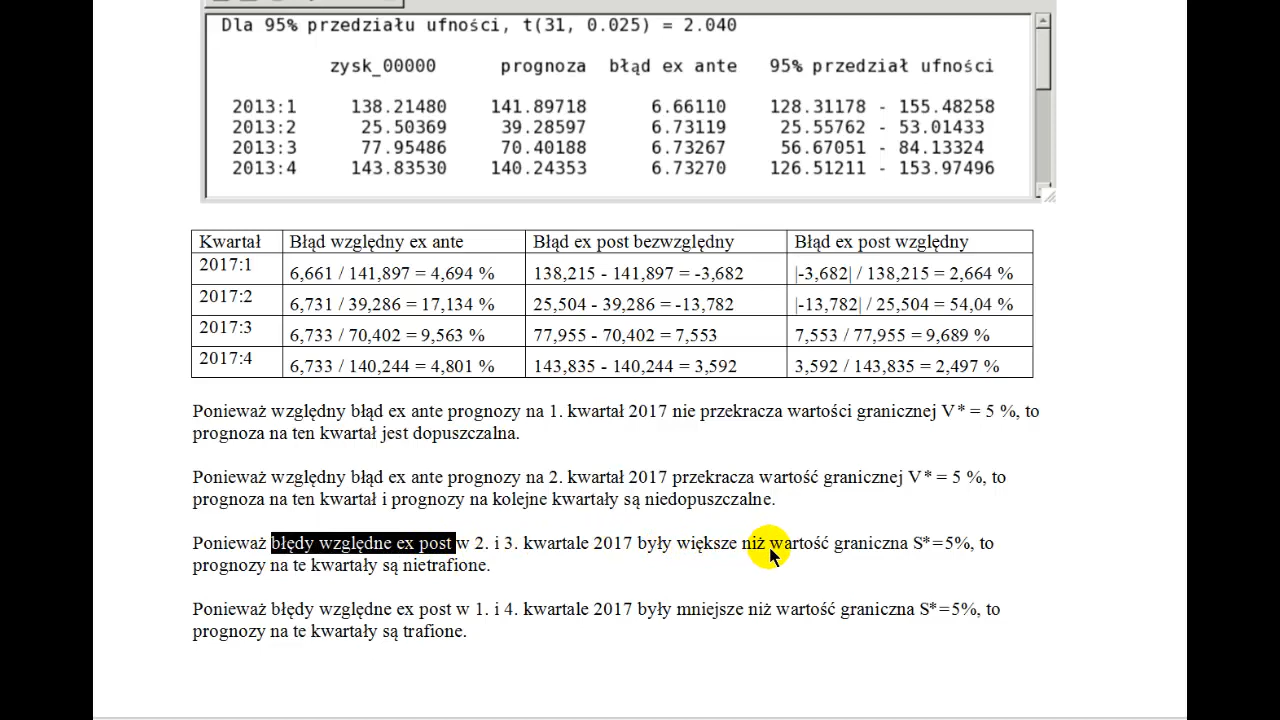 Dla 95% przedziału ufności, t(31, 0.025) = 2.040
zysk_00000 prognoza błąd ex ante 95% przedział ufności
2013:1 138.21480 141.89718 6.66110 128.31178 - 155.48258
2013:2 25.50369 39.28597 6.73119 25.55762 - 53.01433
2013:3 77.95486 70.40188 6.73267 56.67051 - 84.13324
2013:4 143.83530 140.24353 6.73270 126.51211 - 153.97496
Kwartał Błąd względny ex ante Błąd ex post bezwzględny Błąd ex post względny
2017:1 6,661 / 141,897 = 4,694 % 138,215 - 141,897 = -3,682 |-3,682| / 138,215 = 2,664 %
2017:2 6,731 / 39,286 = 17,134 % 25,504 - 39,286 = -13,782 |-13,782| / 25,504 = 54,04 %
2017:3 6,733 / 70,402 = 9,563 % 77,955 - 70,402 = 7,553 7,553 / 77,955 = 9,689 %
2017:4 6,733 / 140,244 = 4,801 % 143,835 - 140,244 = 3,592 3,592 / 143,835 = 2,497 %
Ponieważ względny błąd ex ante prognozy na 1. kwartał 2017 nie przekracza wartości granicznej V* = 5 %, to
prognoza na ten kwartał jest dopuszczalna.
Ponieważ względny błąd ex ante prognozy na 2. kwartał 2017 przekracza wartość granicznej V* = 5 %, to
prognoza na ten kwartał i prognozy na kolejne kwartały są niedopuszczalne.
Ponieważ błędy względne ex post w 2. i 3. kwartale 2017 były większe niż wartość graniczna S*=5%, to
prognozy na te kwartały są nietrafione.
Ponieważ błędy względne ex post w 1. i 4. kwartale 2017 były mniejsze niż wartość graniczna S*=5%, to
prognozy na te kwartały są trafione.